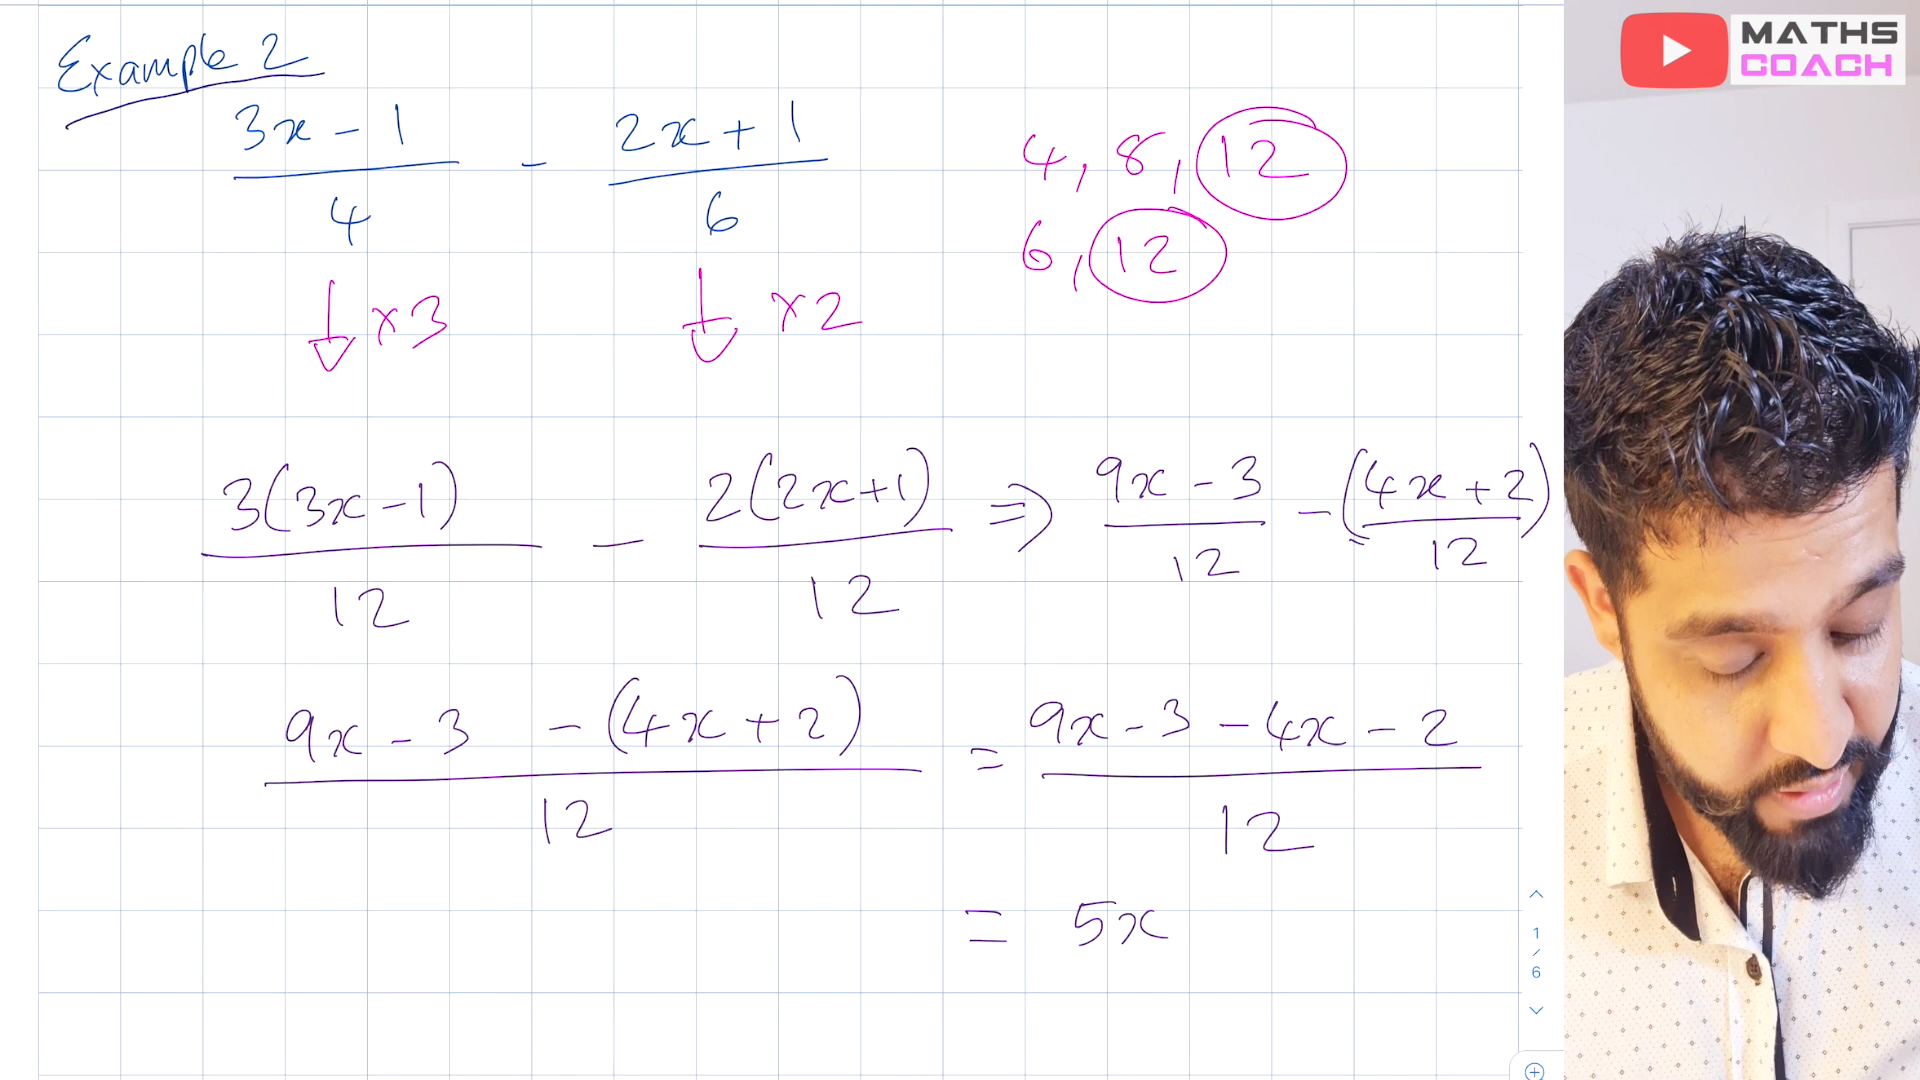 Example 2
3x - 1 / 4 - 2x + 1 / 6
4, 8, 12
6, 12
×3 ×2
3(3x-1) / 12 - 2(2x+1) / 12 => 9x - 3 / 12 - (4x + 2) / 12
9x - 3 - (4x + 2) / 12 = 9x - 3 - 4x - 2 / 12
= 5x
MATHS
COACH
1
/
6